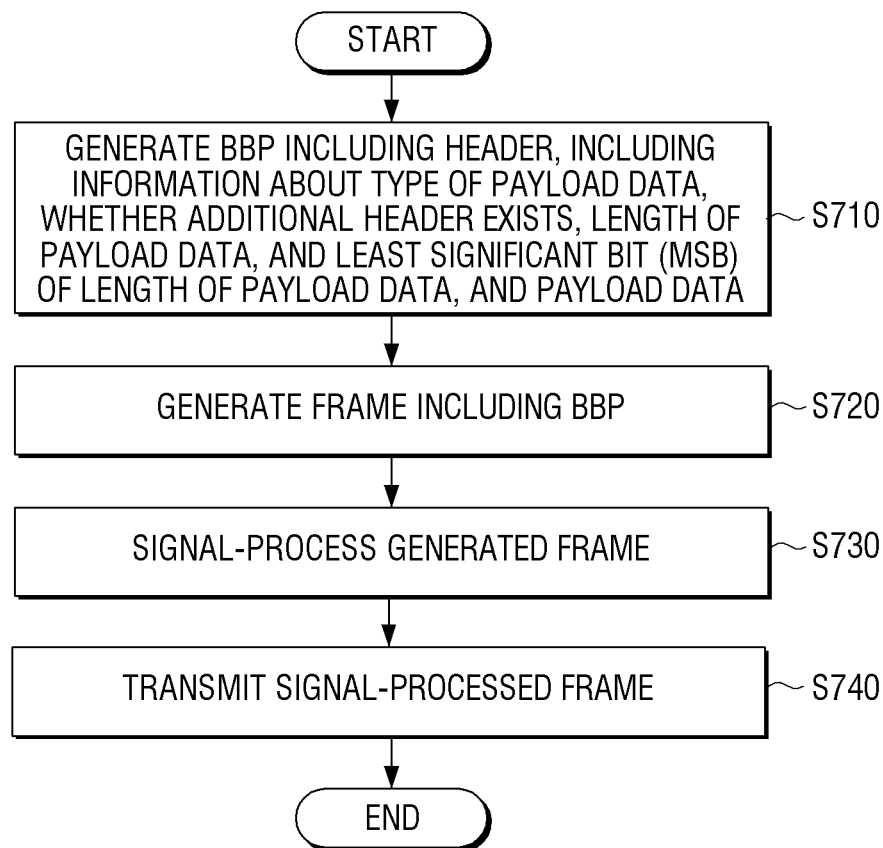 START
GENERATE BBP INCLUDING HEADER, INCLUDING
INFORMATION ABOUT TYPE OF PAYLOAD DATA,
WHETHER ADDITIONAL HEADER EXISTS, LENGTH OF
PAYLOAD DATA, AND LEAST SIGNIFICANT BIT (MSB)
OF LENGTH OF PAYLOAD DATA, AND PAYLOAD DATA
S710
GENERATE FRAME INCLUDING BBP
S720
SIGNAL-PROCESS GENERATED FRAME
S730
TRANSMIT SIGNAL-PROCESSED FRAME
S740
END